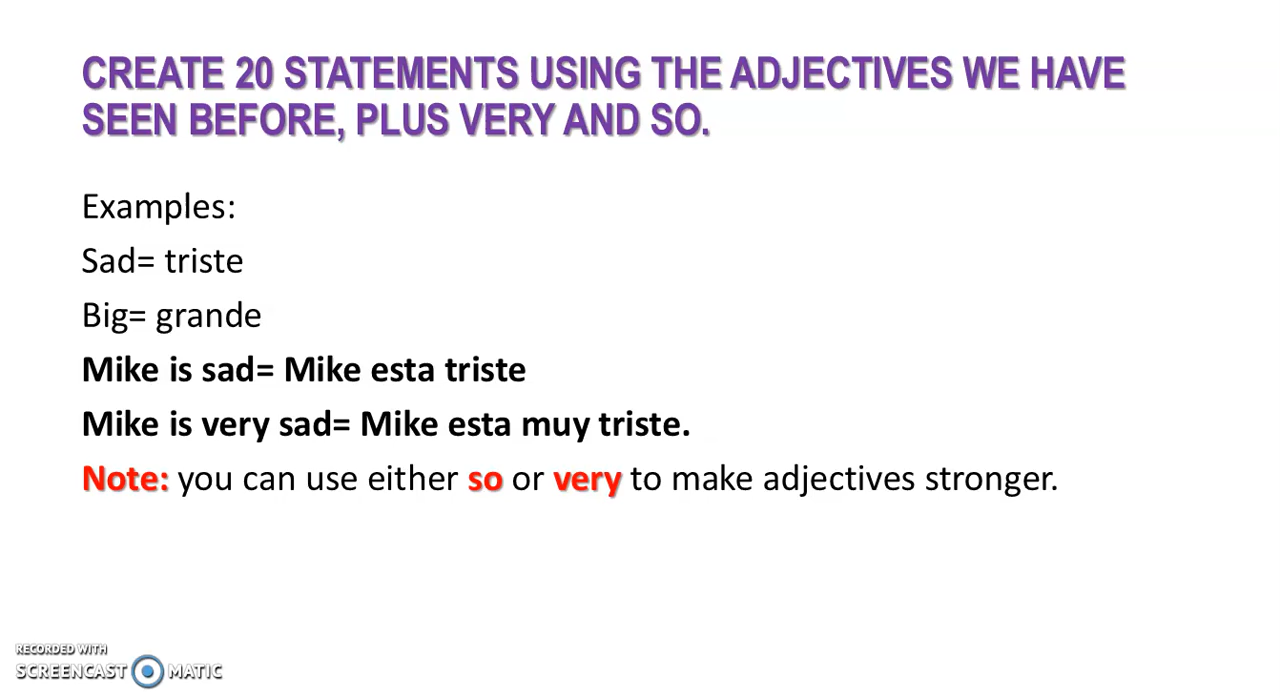 CREATE 20 STATEMENTS USING THE ADJECTIVES WE HAVE
SEEN BEFORE, PLUS VERY AND SO.
Examples:
Sad= triste
Big= grande
Mike is sad= Mike esta triste
Mike is very sad= Mike esta muy triste.
Note: you can use either so or very to make adjectives stronger.
RECORDED WITH
SCREENCAST MATIC